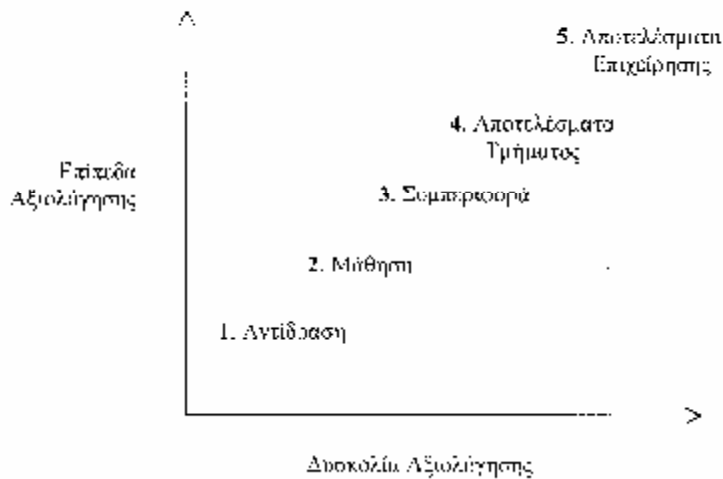 5. Αποτελέσματα
Επιχείρησης
4. Αποτελέσματα
Τμήματος
Επίπεδα
Αξιολόγησης
3. Συμπεριφορά
2. Μάθηση
1. Αντίδραση
Δυσκολία Αξιολόγησης